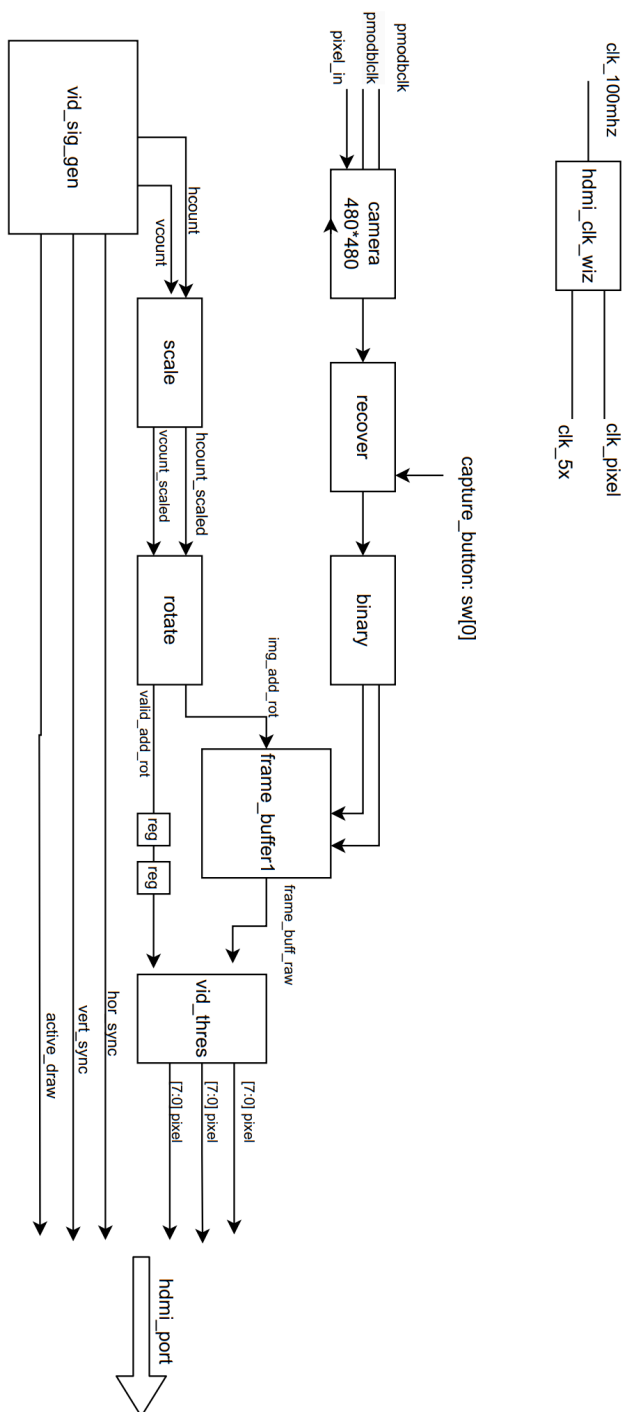 clk_100mhz
hdmi_clk_wiz
clk_pixel
clk_5x
capture_button: sw[0]
pmodbclk
pmodblclk
pixel_in
camera
480*480
recover
binary
hcount
vcount
scale
hcount_scaled
vcount_scaled
rotate
img_add_rot
valid_add_rot
reg
reg
frame_buffer1
frame_buff_raw
vid_thres
[7:0] pixel
[7:0] pixel
[7:0] pixel
vid_sig_gen
hor_sync
vert_sync
active_draw
hdmi_port